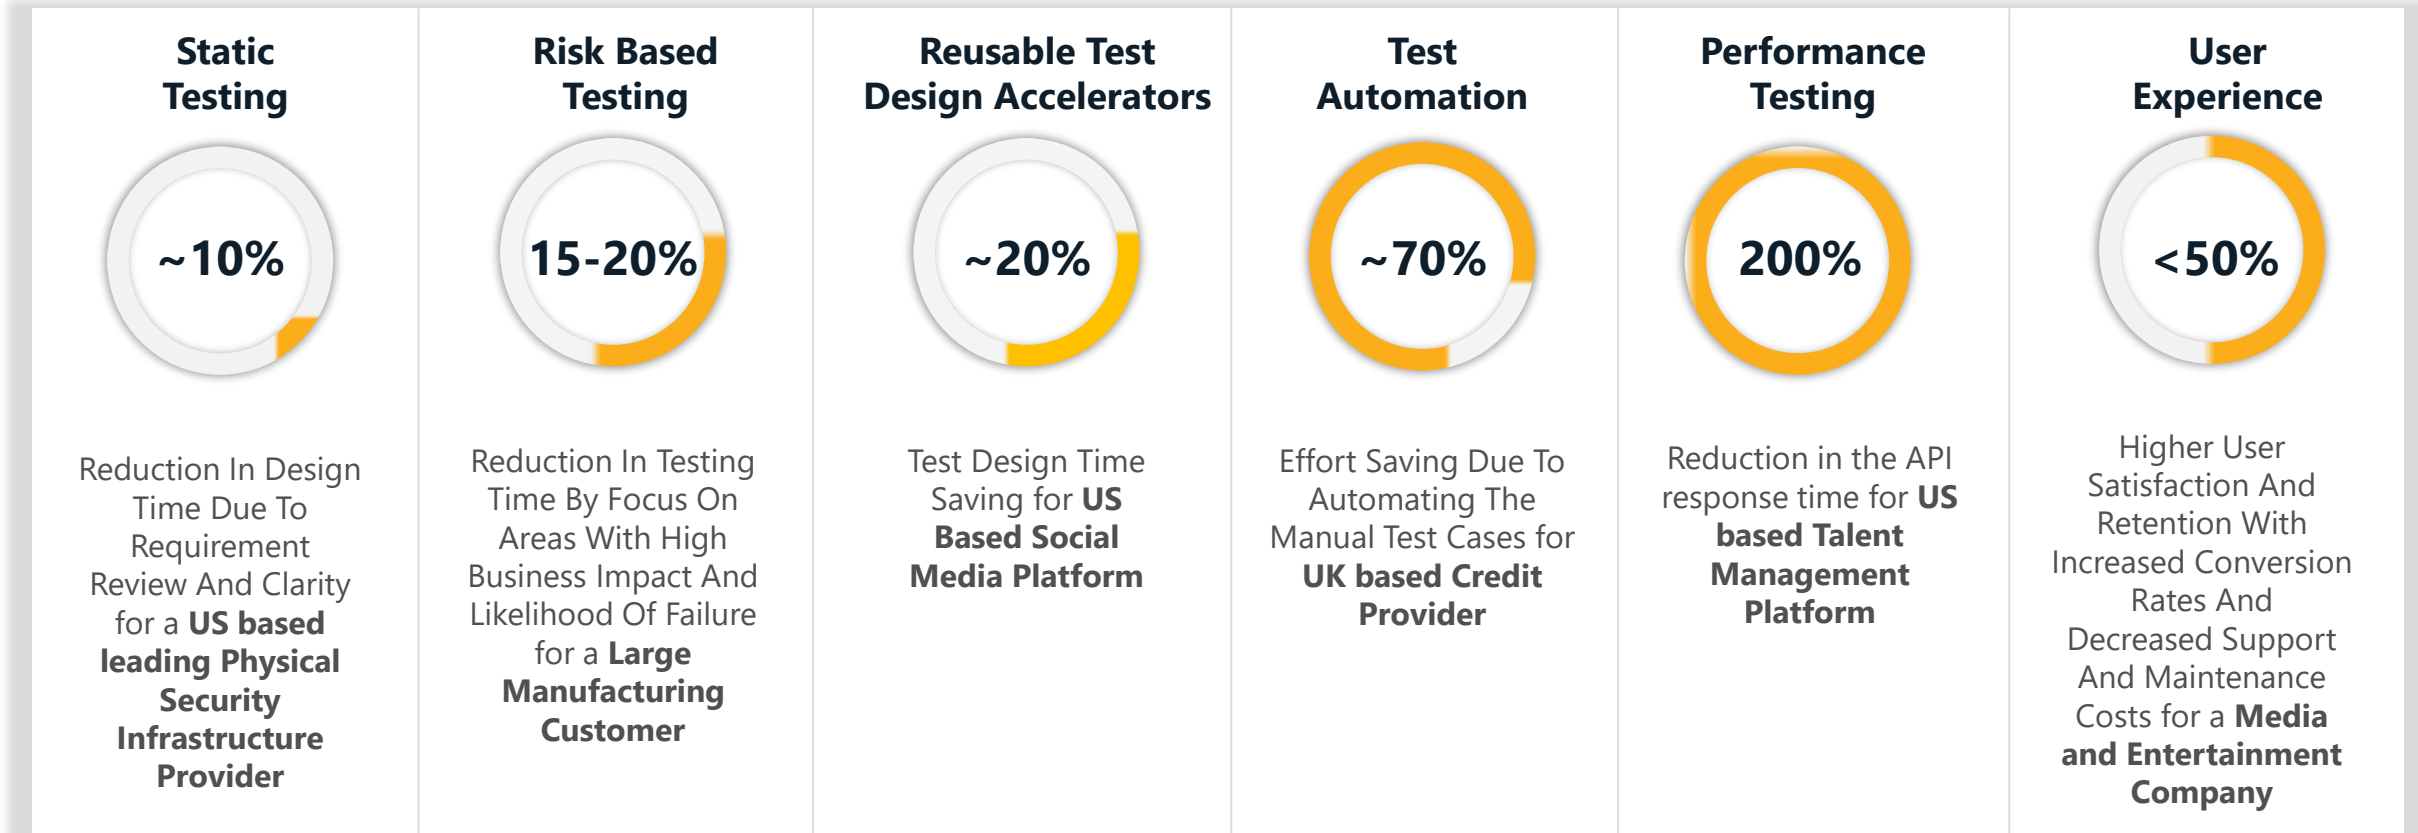 Static
Testing
~10%
Reduction In Design
Time Due To
Requirement
Review And Clarity
for a US based
leading Physical
Security
Infrastructure
Provider
Risk Based
Testing
15-20%
Reduction In Testing
Time By Focus On
Areas With High
Business Impact And
Likelihood Of Failure
for a Large
Manufacturing
Customer
Reusable Test
Design Accelerators
~20%
Test Design Time
Saving for US
Based Social
Media Platform
Test
Automation
~70%
Effort Saving Due To
Automating The
Manual Test Cases for
UK based Credit
Provider
Performance
Testing
200%
Reduction in the API
response time for US
based Talent
Management
Platform
User
Experience
<50%
Higher User
Satisfaction And
Retention With
Increased Conversion
Rates And
Decreased Support
And Maintenance
Costs for a Media
and Entertainment
Company